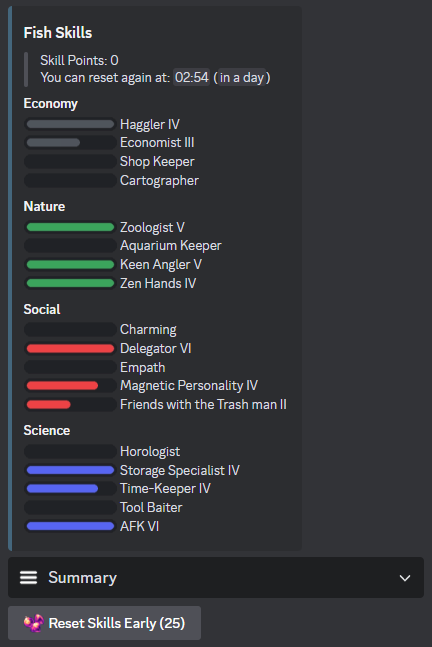 Fish Skills
Skill Points: 0
You can reset again at: 02:54 (in a day)
Economy
Haggler IV
Economist III
Shop Keeper
Cartographer
Nature
Zoologist V
Aquarium Keeper
Keen Angler V
Zen Hands IV
Social
Charming
Delegator VI
Empath
Magnetic Personality IV
Friends with the Trash man II
Science
Horologist
Storage Specialist IV
Time-Keeper IV
Tool Baiter
AFK VI
Summary
Reset Skills Early (25)